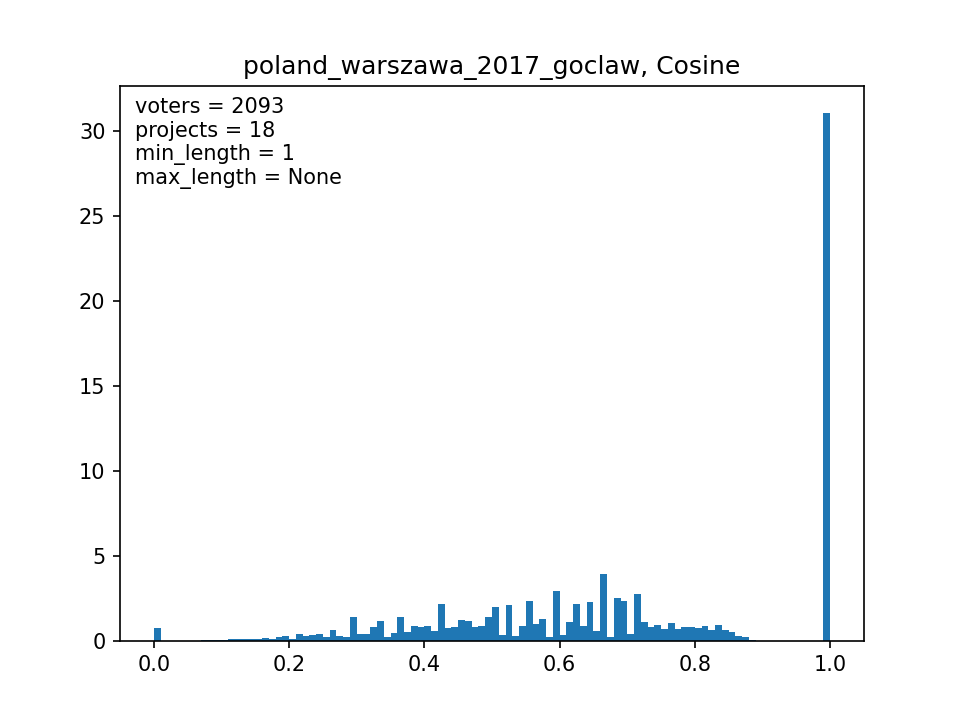 poland_warszawa_2017_goclaw, Cosine
voters = 2093
projects = 18
min_length = 1
max_length = None
30
25
20
15
10
5
0
0.0 0.2 0.4 0.6 0.8 1.0